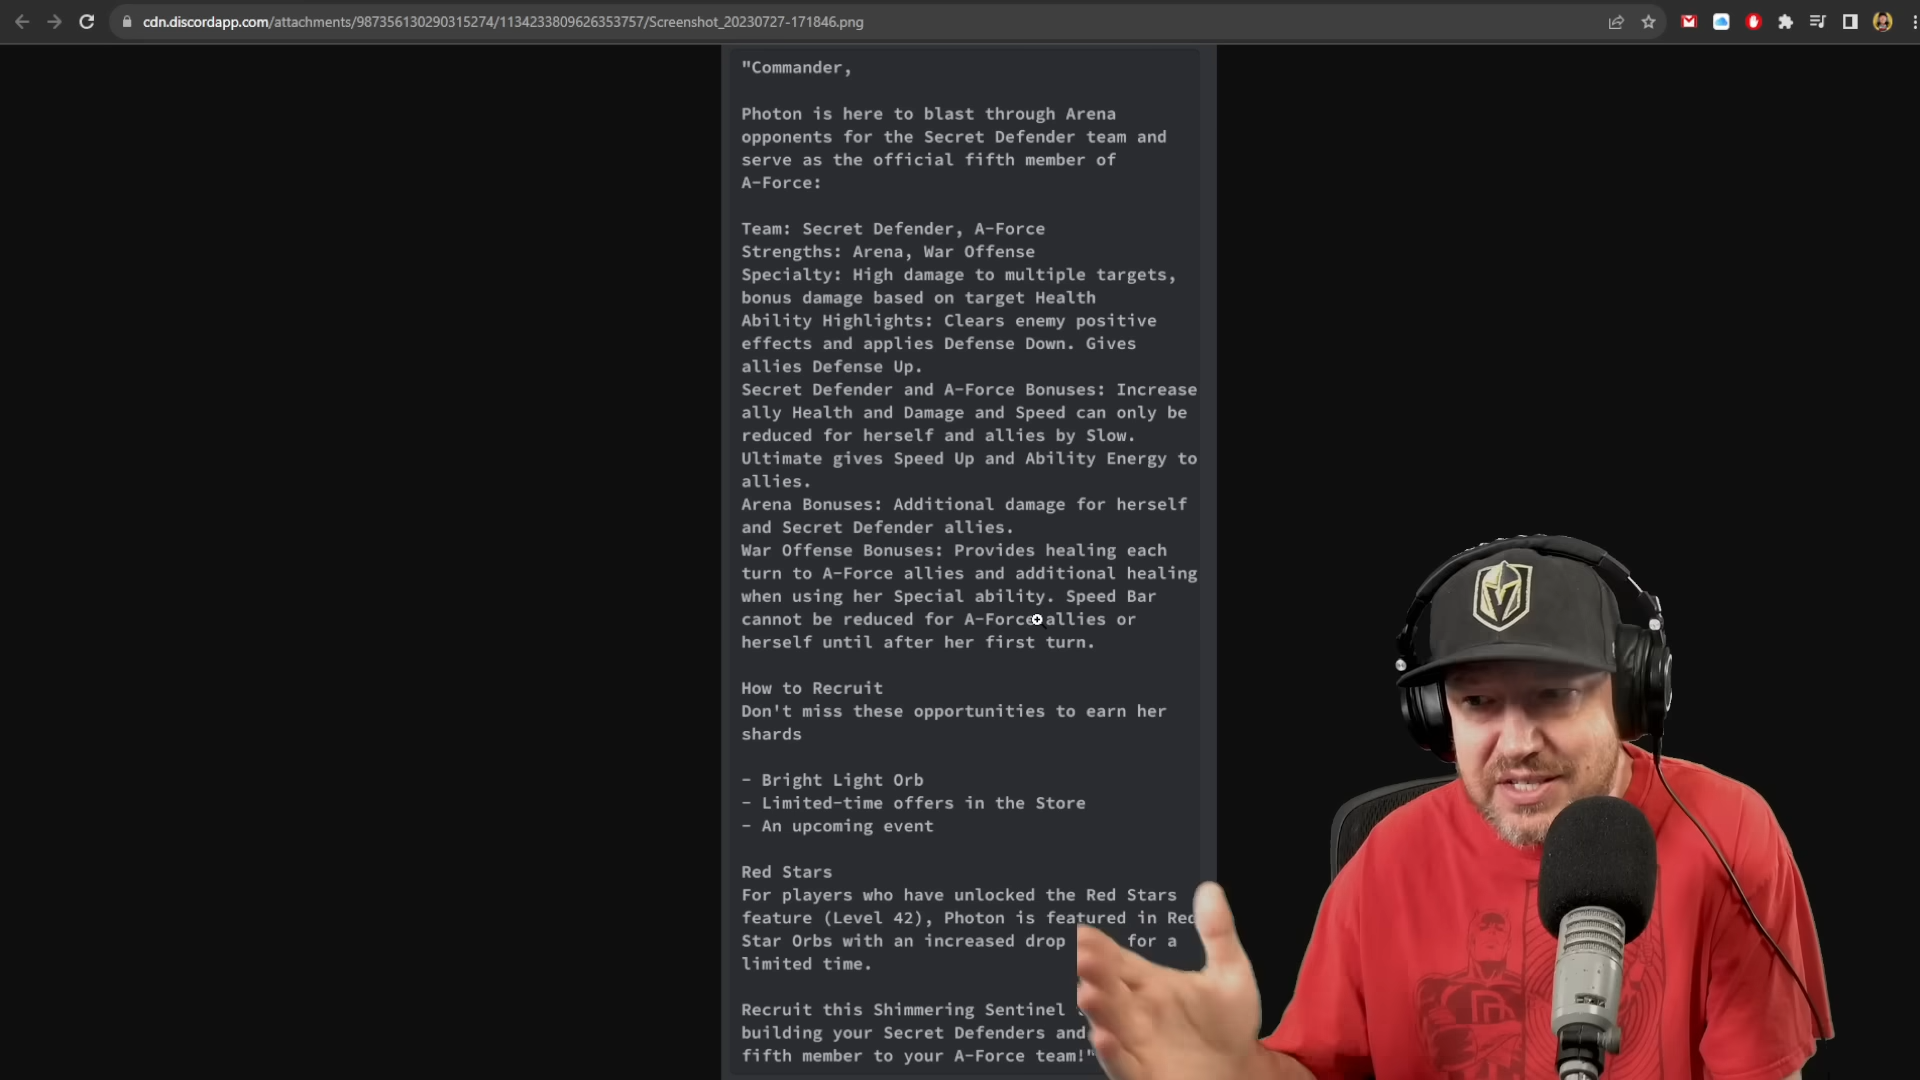 cdn.discordapp.com/attachments/987356130290315274/1134233809626353757/Screenshot_20230727-171846.png
"Commander,
Photon is here to blast through Arena
opponents for the Secret Defender team and
serve as the official fifth member of
A-Force:
Team: Secret Defender, A-Force
Strengths: Arena, War Offense
Specialty: High damage to multiple targets,
bonus damage based on target Health
Ability Highlights: Clears enemy positive
effects and applies Defense Down. Gives
allies Defense Up.
Secret Defender and A-Force Bonuses: Increase
ally Health and Damage and Speed can only be
reduced for herself and allies by Slow.
Ultimate gives Speed Up and Ability Energy to
allies.
Arena Bonuses: Additional damage for herself
and Secret Defender allies.
War Offense Bonuses: Provides healing each
turn to A-Force allies and additional healing
when using her Special ability. Speed Bar
cannot be reduced for A-Force allies or
herself until after her first turn.
How to Recruit
Don't miss these opportunities to earn her
shards
- Bright Light Orb
- Limited-time offers in the Store
- An upcoming event
Red Stars
For players who have unlocked the Red Stars
feature (Level 42), Photon is featured in Red
Star Orbs with an increased drop for a
limited time.
Recruit this Shimmering Sentinel
building your Secret Defenders and
fifth member to your A-Force team!"